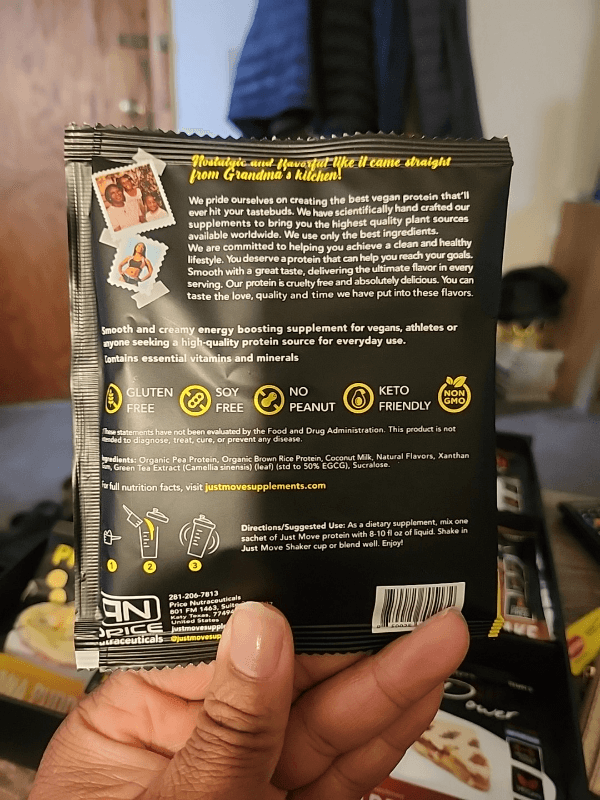 Nostalgic and flavorful like it came straight
from Grandma's kitchen!
We pride ourselves on creating the best vegan protein that'll
ever hit your tastebuds. We have scientifically hand crafted our
supplements to bring you the highest quality plant sources
available worldwide. We use only the best ingredients.
We are committed to helping you achieve a clean and healthy
lifestyle. You deserve a protein that can help you reach your goals.
Smooth with a great taste, delivering the ultimate flavor in every
serving. Our protein is cruelty free and absolutely delicious. You can
taste the love, quality and time we have put into these flavors.
Smooth and creamy energy boosting supplement for vegans, athletes or
anyone seeking a high-quality protein source for everyday use.
Contains essential vitamins and minerals
GLUTEN
FREE
SOY
FREE
NO
PEANUT
KETO
FRIENDLY
NON
GMO
These statements have not been evaluated by the Food and Drug Administration. This product is not
intended to diagnose, treat, cure, or prevent any disease.
Ingredients: Organic Pea Protein, Organic Brown Rice Protein, Coconut Milk, Natural Flavors, Xanthan
Gum, Green Tea Extract (Camellia sinensis) (leaf) (std to 50% EGCG), Sucralose.
For full nutrition facts, visit justmovesupplements.com
Directions/Suggested Use: As a dietary supplement, mix one
sachet of Just Move protein with 8-10 fl oz of liquid. Shake in
Just Move Shaker cup or blend well. Enjoy!
1
2
3
PN
PRICE
utraceuticals
281-206-7813
Price Nutraceuticals
801 FM 1463, Suit
Katy Texas, 7749
United States
justmovesuppl
@justmovesup
ower